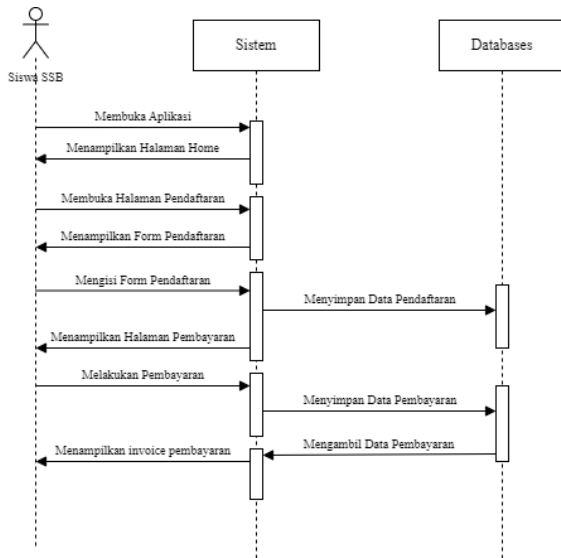 Sistem
Databases
Siswa SSB
Membuka Aplikasi
Menampilkan Halaman Home
Membuka Halaman Pendaftaran
Menampilkan Form Pendaftaran
Mengisi Form Pendaftaran
Menyimpan Data Pendaftaran
Menampilkan Halaman Pembayaran
Melakukan Pembayaran
Menyimpan Data Pembayaran
Mengambil Data Pembayaran
Menampilkan invoice pembayaran